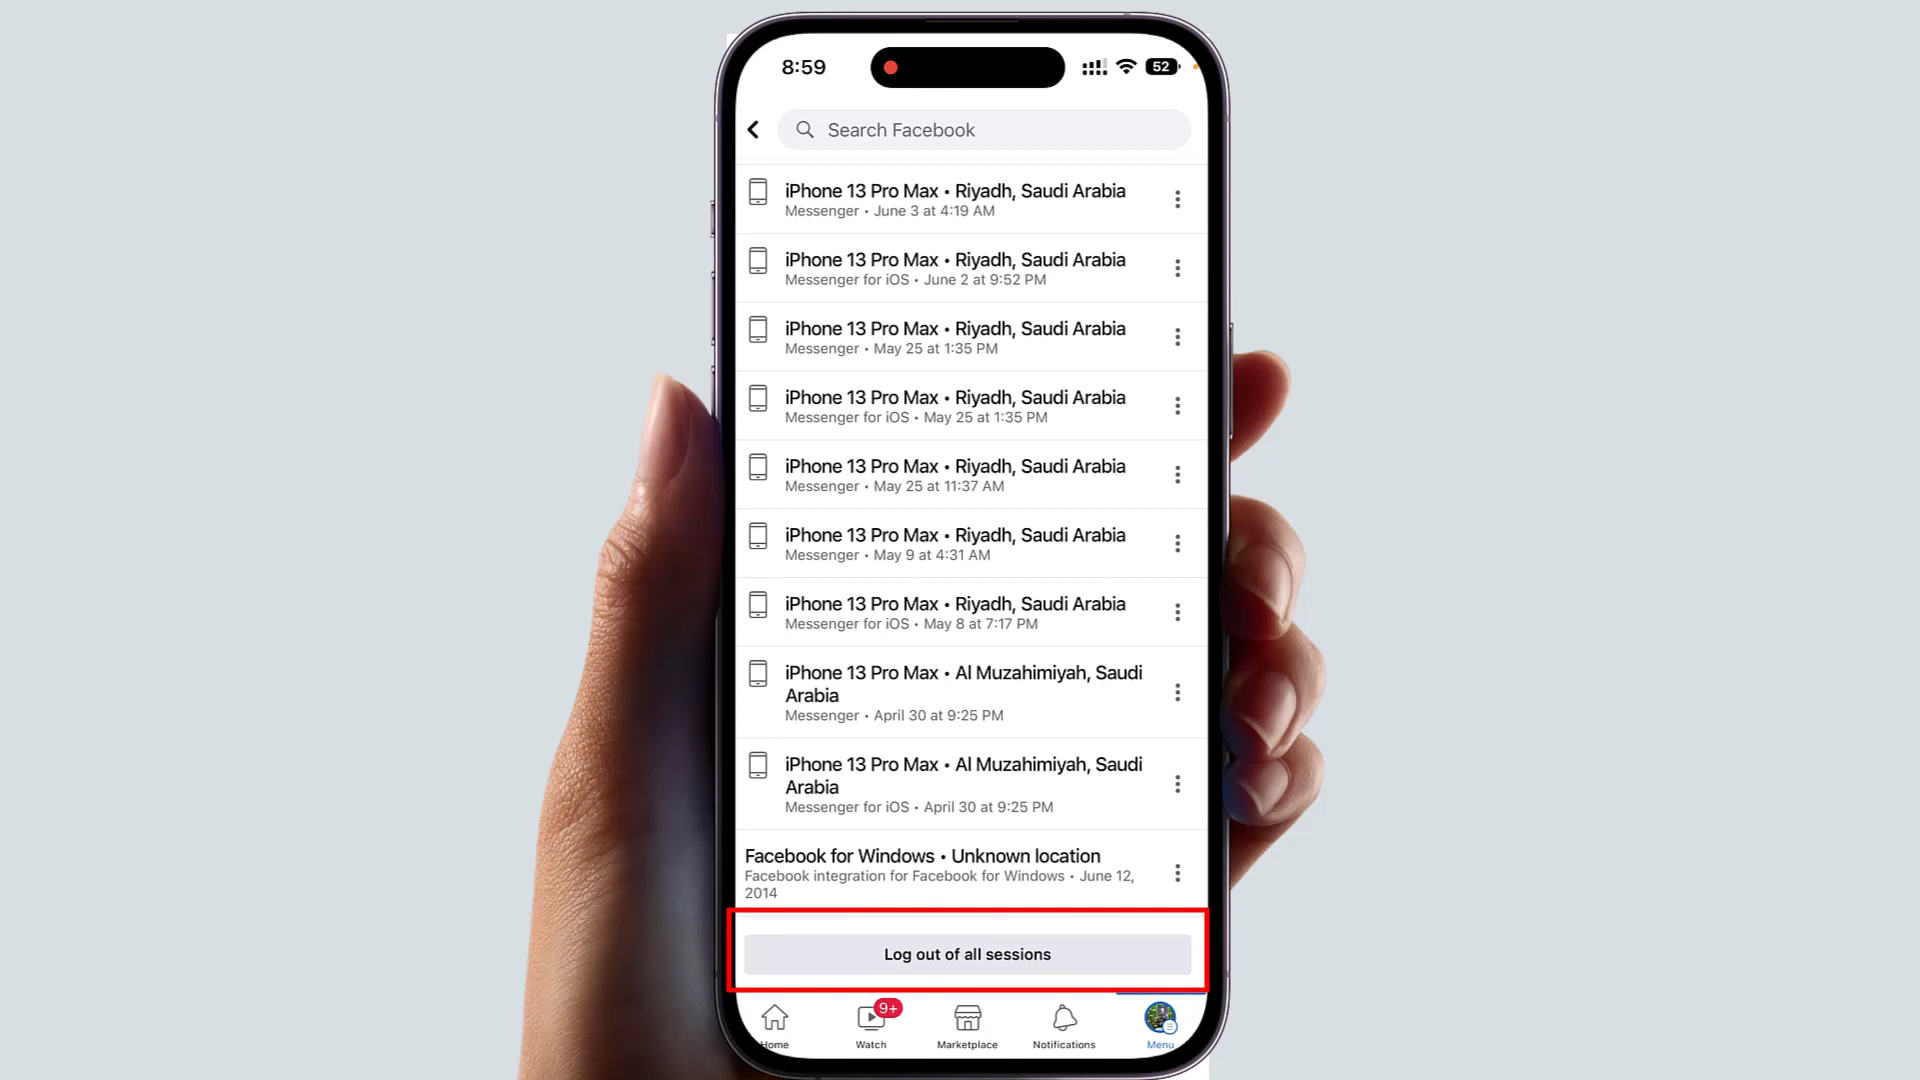 8:59
52
Search Facebook
iPhone 13 Pro Max • Riyadh, Saudi Arabia
Messenger • June 3 at 4:19 AM
iPhone 13 Pro Max • Riyadh, Saudi Arabia
Messenger for iOS • June 2 at 9:52 PM
iPhone 13 Pro Max • Riyadh, Saudi Arabia
Messenger • May 25 at 1:35 PM
iPhone 13 Pro Max • Riyadh, Saudi Arabia
Messenger for iOS • May 25 at 1:35 PM
iPhone 13 Pro Max • Riyadh, Saudi Arabia
Messenger • May 25 at 11:37 AM
iPhone 13 Pro Max • Riyadh, Saudi Arabia
Messenger • May 9 at 4:31 AM
iPhone 13 Pro Max • Riyadh, Saudi Arabia
Messenger for iOS • May 8 at 7:17 PM
iPhone 13 Pro Max • Al Muzahimiyah, Saudi
Arabia
Messenger • April 30 at 9:25 PM
iPhone 13 Pro Max • Al Muzahimiyah, Saudi
Arabia
Messenger for iOS • April 30 at 9:25 PM
Facebook for Windows • Unknown location
Facebook integration for Facebook for Windows • June 12,
2014
Log out of all sessions
9+
Home Watch Marketplace Notifications Menu